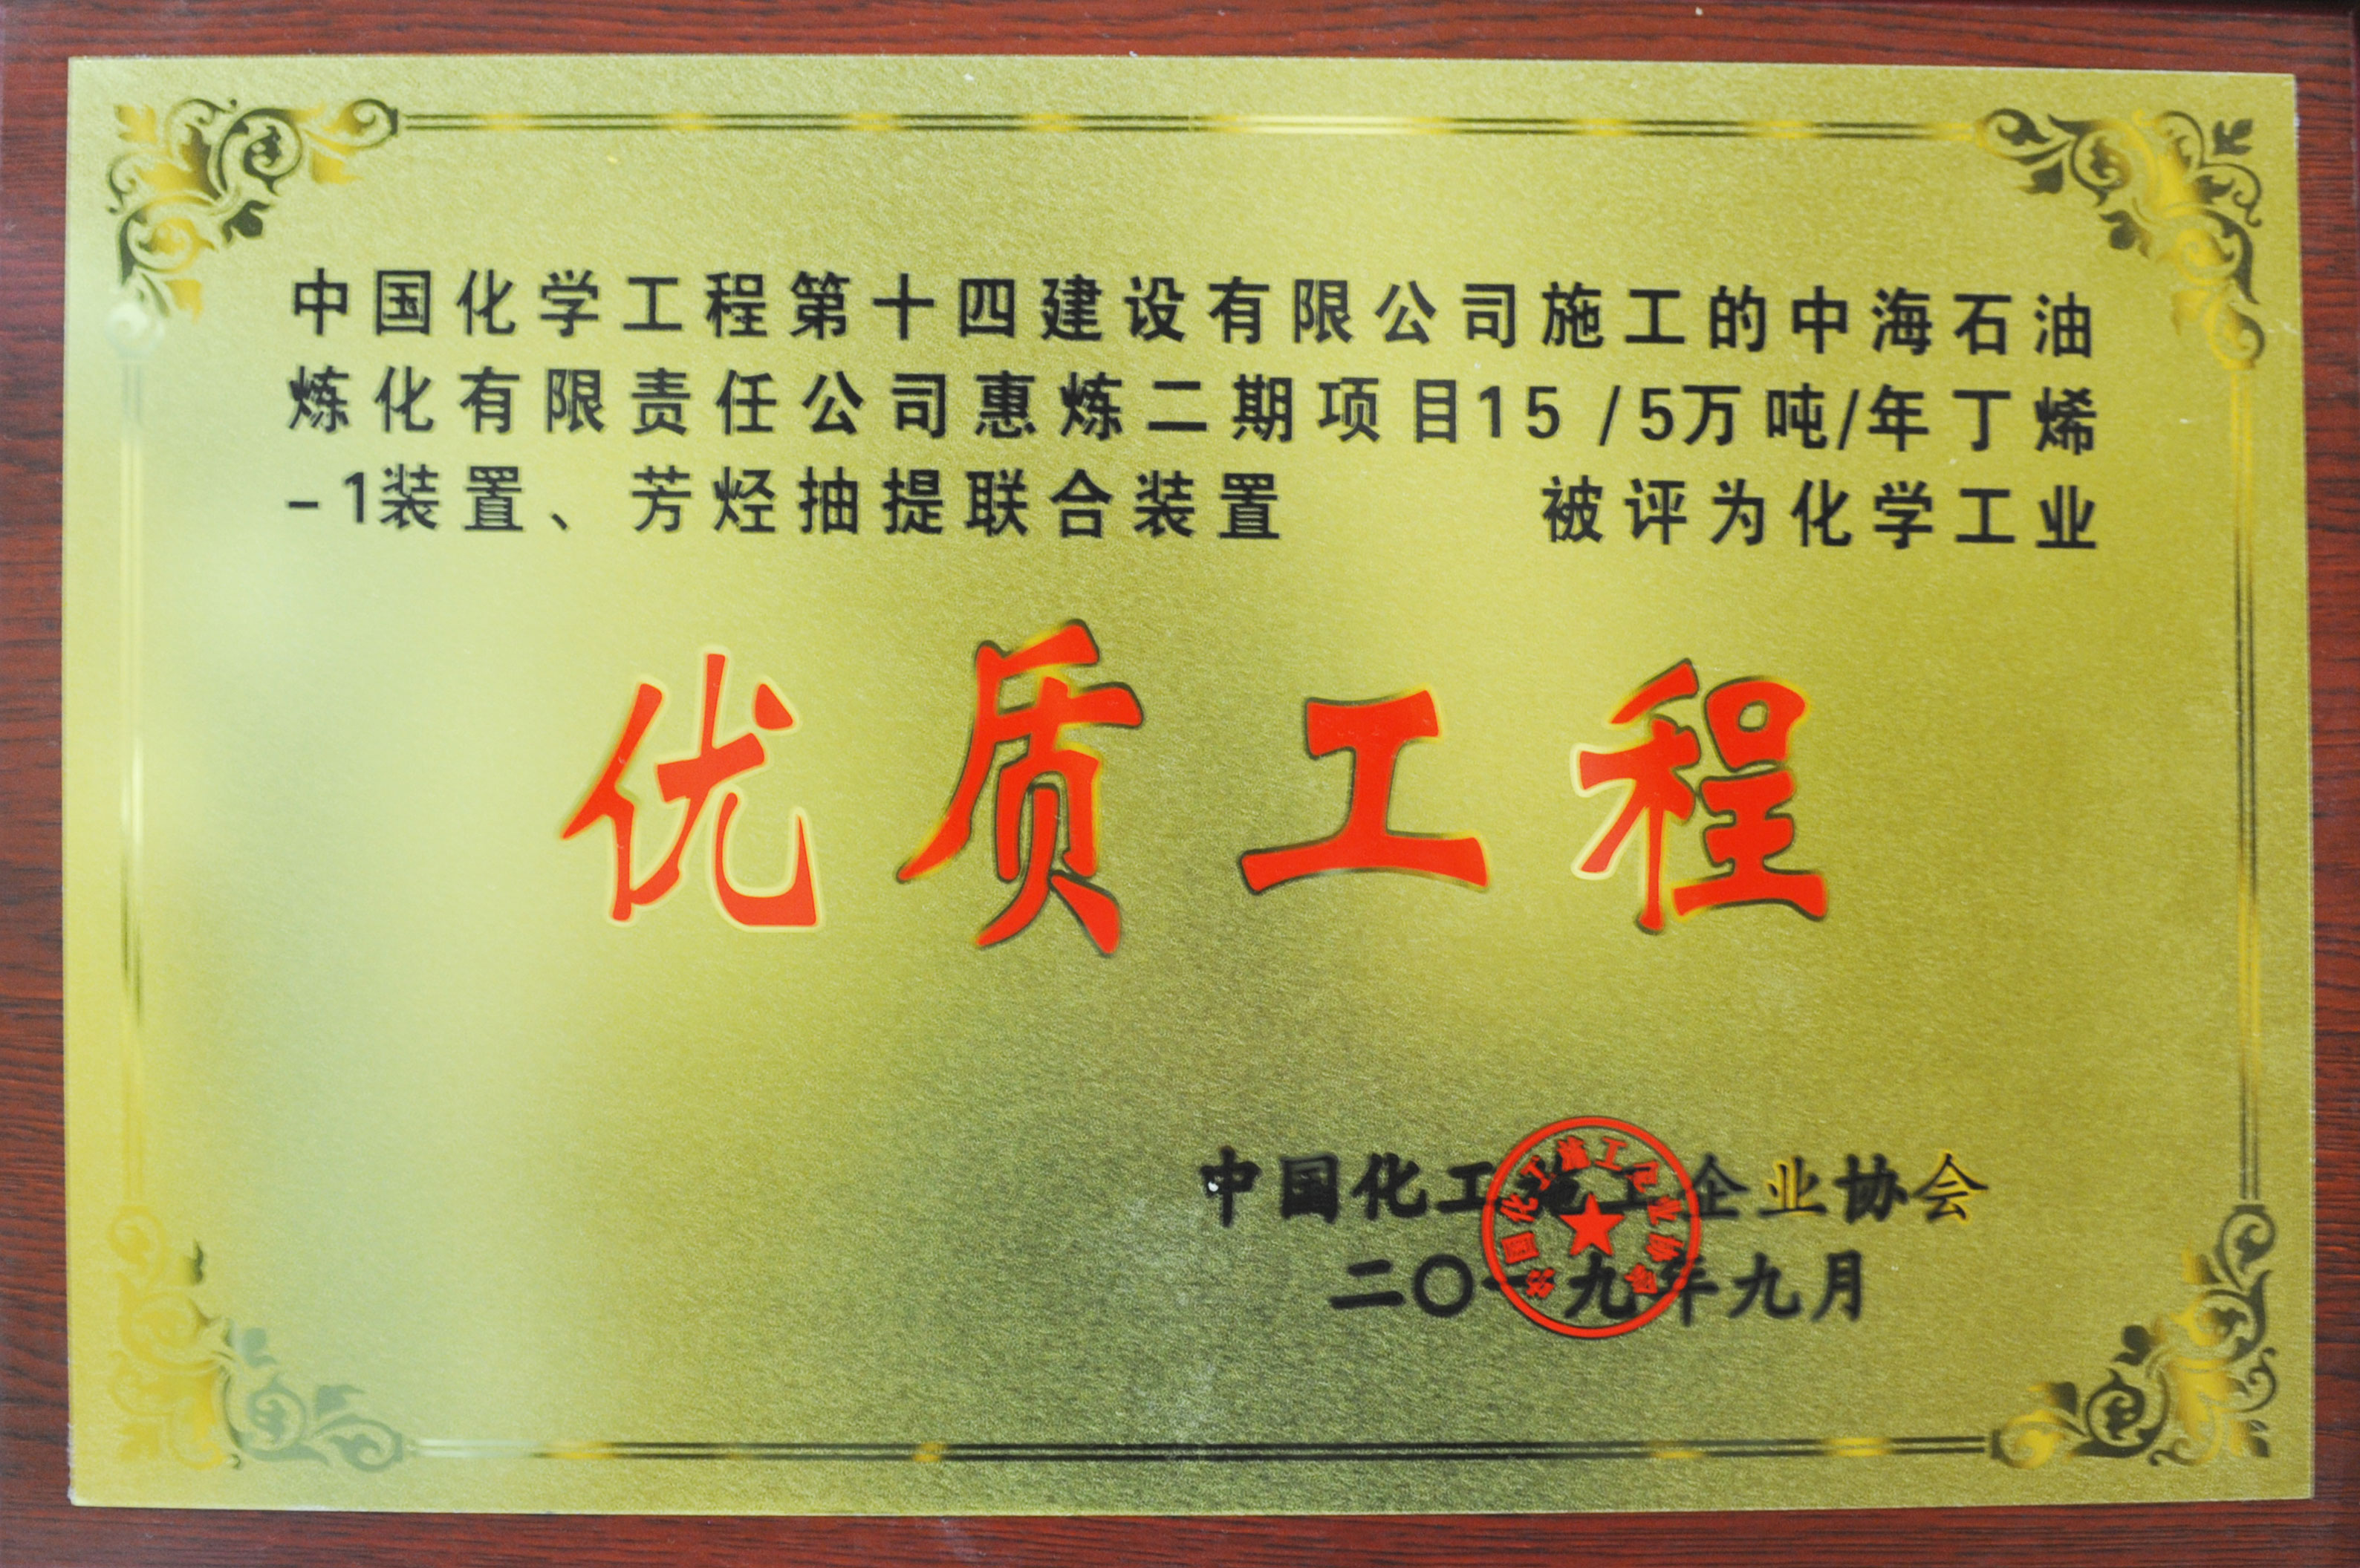 中国化学工程第十四建设有限公司施工的中海石油
炼化有限责任公司惠炼二期项目15 /5万吨/年丁烯
-1装置、芳烃抽提联合装置 被评为化学工业
优质工程
中国化工施工企业协会
二〇一九年九月